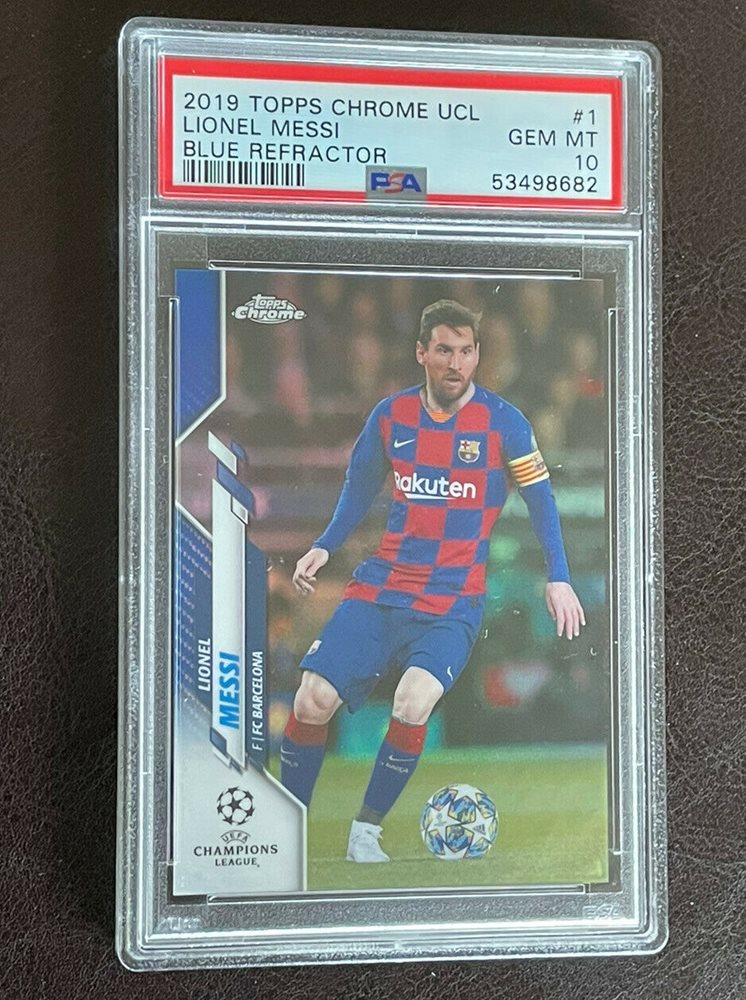 2019 TOPPS CHROME UCL #1
LIONEL MESSI GEM MT
BLUE REFRACTOR 10
PSA 53498682
Topps
Chrome
Rakuten
LIONEL
MESSI
F | FC BARCELONA
UEFA
CHAMPIONS
LEAGUE